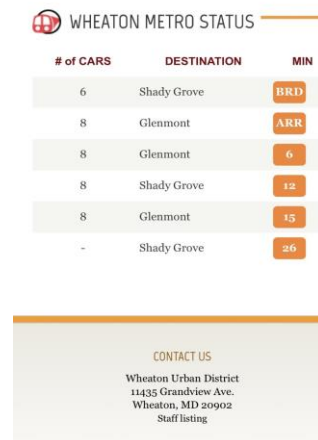 WHEATON METRO STATUS
# of CARS DESTINATION MIN
6 Shady Grove BRD
8 Glenmont ARR
8 Glenmont 6
8 Shady Grove 12
8 Glenmont 15
- Shady Grove 26
CONTACT US
Wheaton Urban District
11435 Grandview Ave.
Wheaton, MD 20902
Staff listing